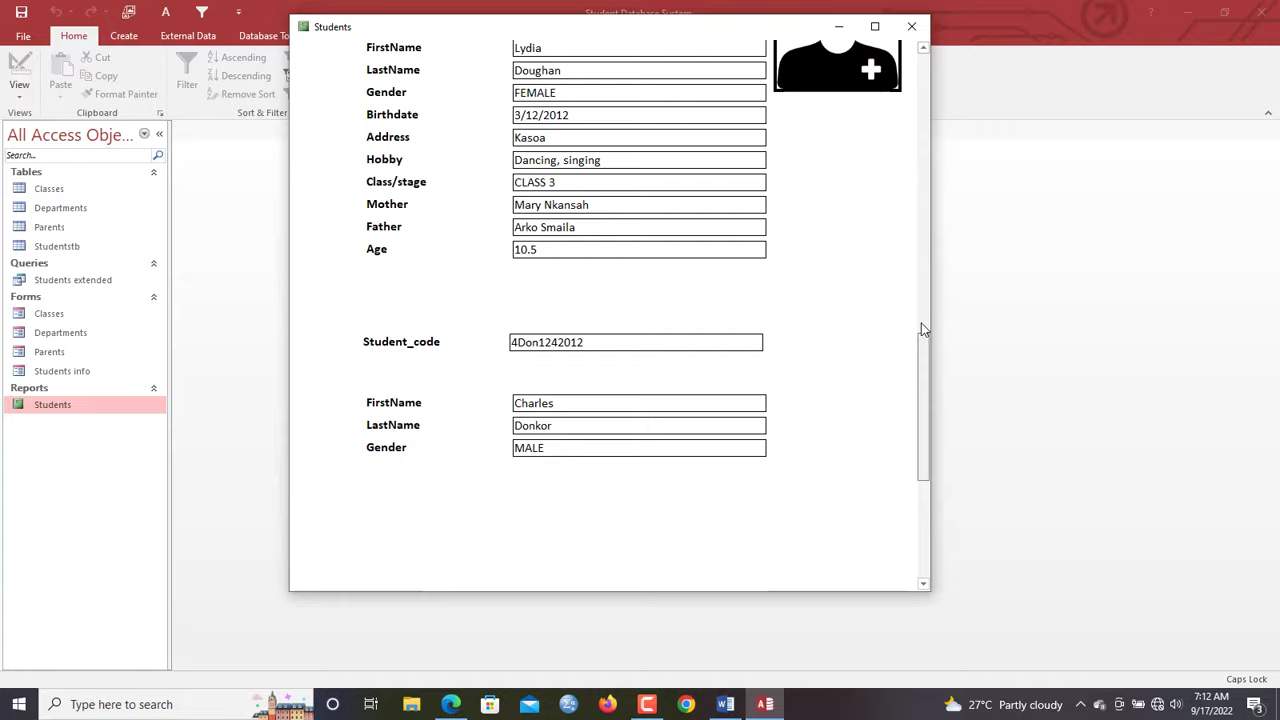 Student Database System
Students
File
Home
Create
External Data
Database To
View
Views
Paste
Cut
Copy
Format Painter
Clipboard
Filter
Ascending
Descending
Remove Sort
Sort & Filter
All Access Obje...
Search...
Tables
Classes
Departments
Parents
Studentstb
Queries
Students extended
Forms
Classes
Departments
Parents
Students info
Reports
Students
FirstName Lydia
LastName Doughan
Gender FEMALE
Birthdate 3/12/2012
Address Kasoa
Hobby Dancing, singing
Class/stage CLASS 3
Mother Mary Nkansah
Father Arko Smaila
Age 10.5
Student_code 4Don1242012
FirstName Charles
LastName Donkor
Gender MALE
Caps Lock
Type here to search
27°C Partly cloudy
7:12 AM
9/17/2022